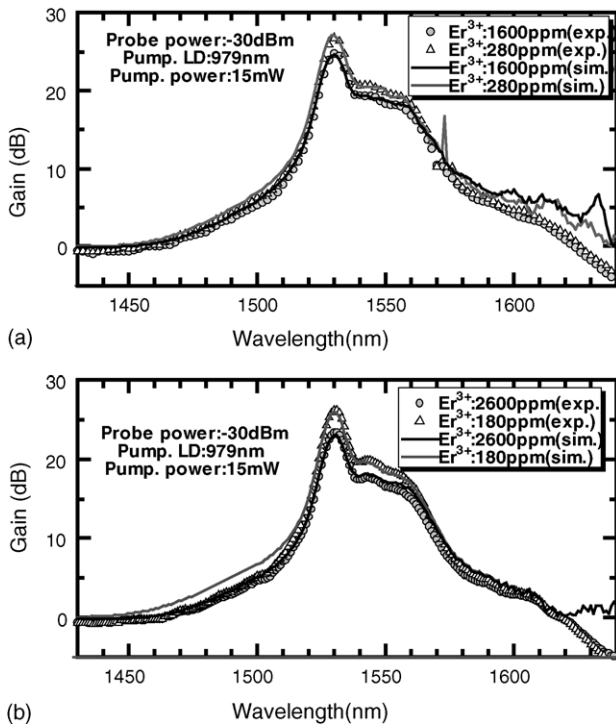 (a)
30
20
10
0
Gain (dB)
Probe power:-30dBm
Pump. LD:979nm
Pump. power:15mW
Er3+:1600ppm(exp.)
Er3+:280ppm(exp.)
Er3+:1600ppm(sim.)
Er3+:280ppm(sim.)
1450
1500
1550
1600
Wavelength(nm)
(b)
30
20
10
0
Gain (dB)
Probe power:-30dBm
Pump. LD:979nm
Pump. power:15mW
Er3+:2600ppm(exp.)
Er3+:180ppm(exp.)
Er3+:2600ppm(sim.)
Er3+:180ppm(sim.)
1450
1500
1550
1600
Wavelength(nm)